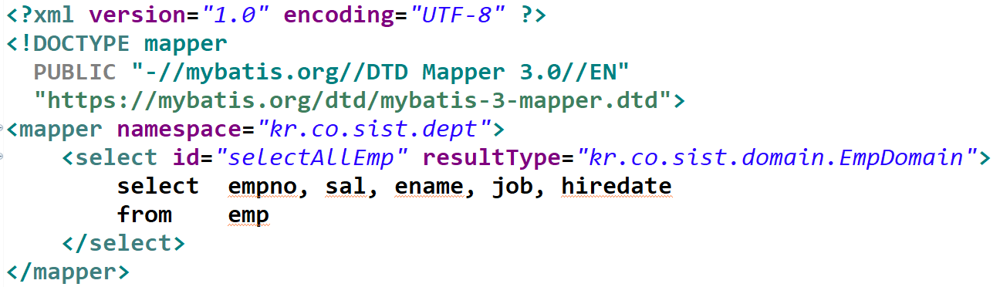 <?xml version="1.0" encoding="UTF-8" ?>
<!DOCTYPE mapper
  PUBLIC "-//mybatis.org//DTD Mapper 3.0//EN"
  "https://mybatis.org/dtd/mybatis-3-mapper.dtd">
<mapper namespace="kr.co.sist.dept">
    <select id="selectAllEmp" resultType="kr.co.sist.domain.EmpDomain">
        select  empno, sal, ename, job, hiredate
        from    emp
    </select>
</mapper>